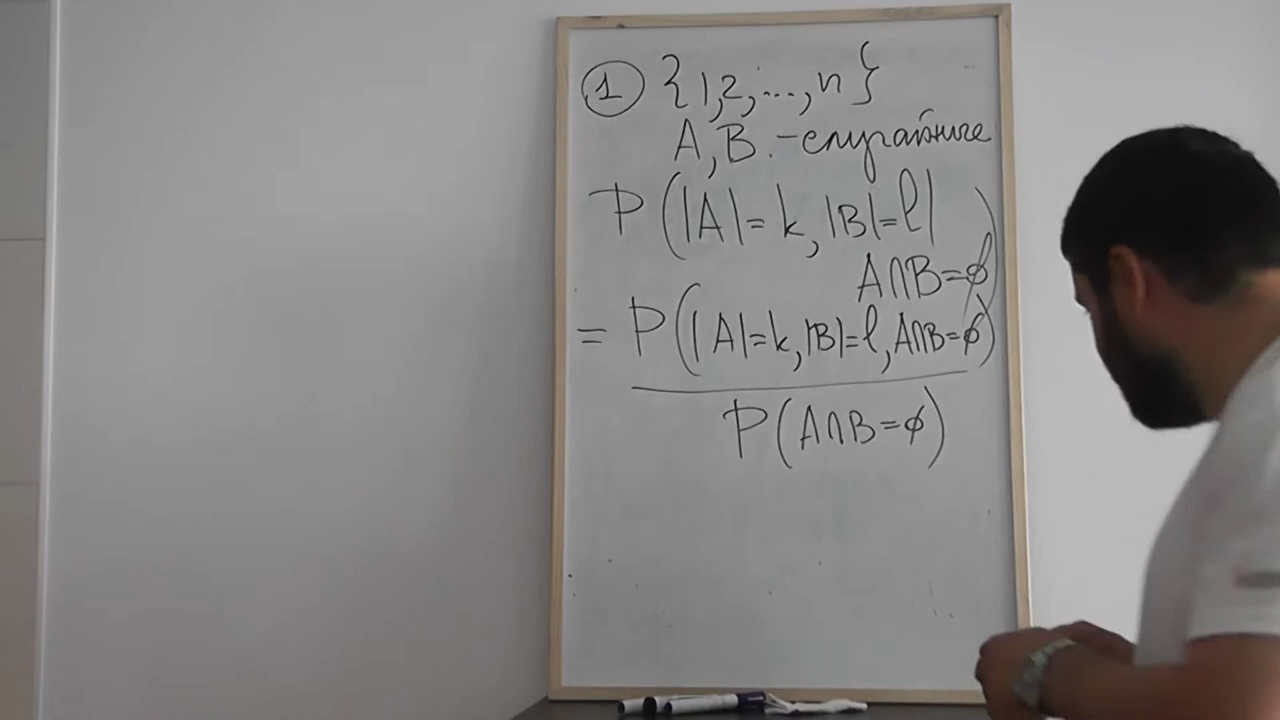 ① {1,2,...,n}
A, B. - случайные
P(|A|=k, |B|=l|
A∩B=∅)
= P(|A|=k, |B|=l, A∩B=∅)
P(A∩B=∅)